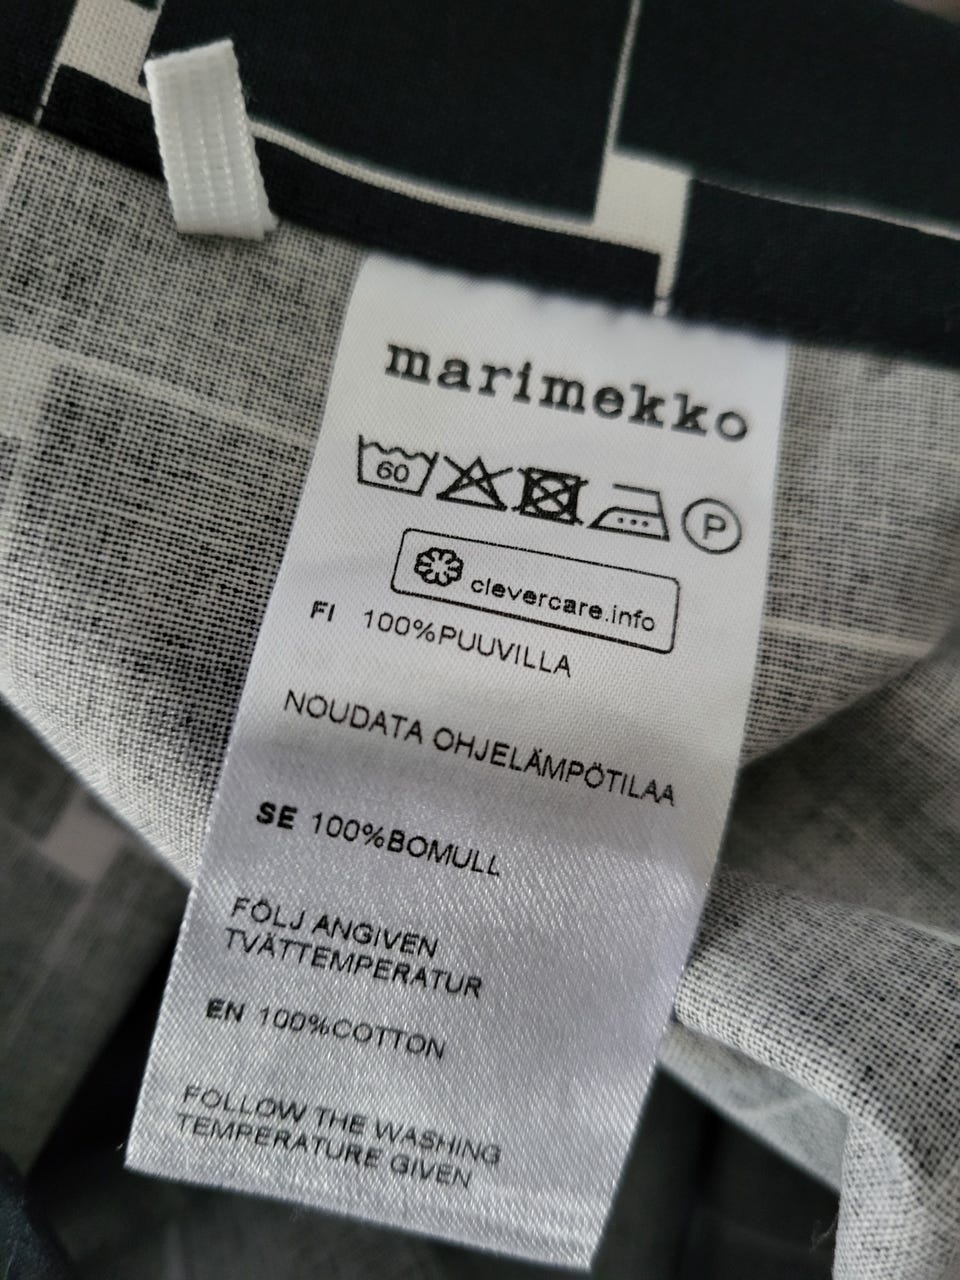 marimekko
60
P
clevercare.info
FI 100%PUUVILLA
NOUDATA OHJELÄMPÖTILAA
SE 100%BOMULL
FÖLJ ANGIVEN
TVÄTTEMPERATUR
EN 100%COTTON
FOLLOW THE WASHING
TEMPERATURE GIVEN